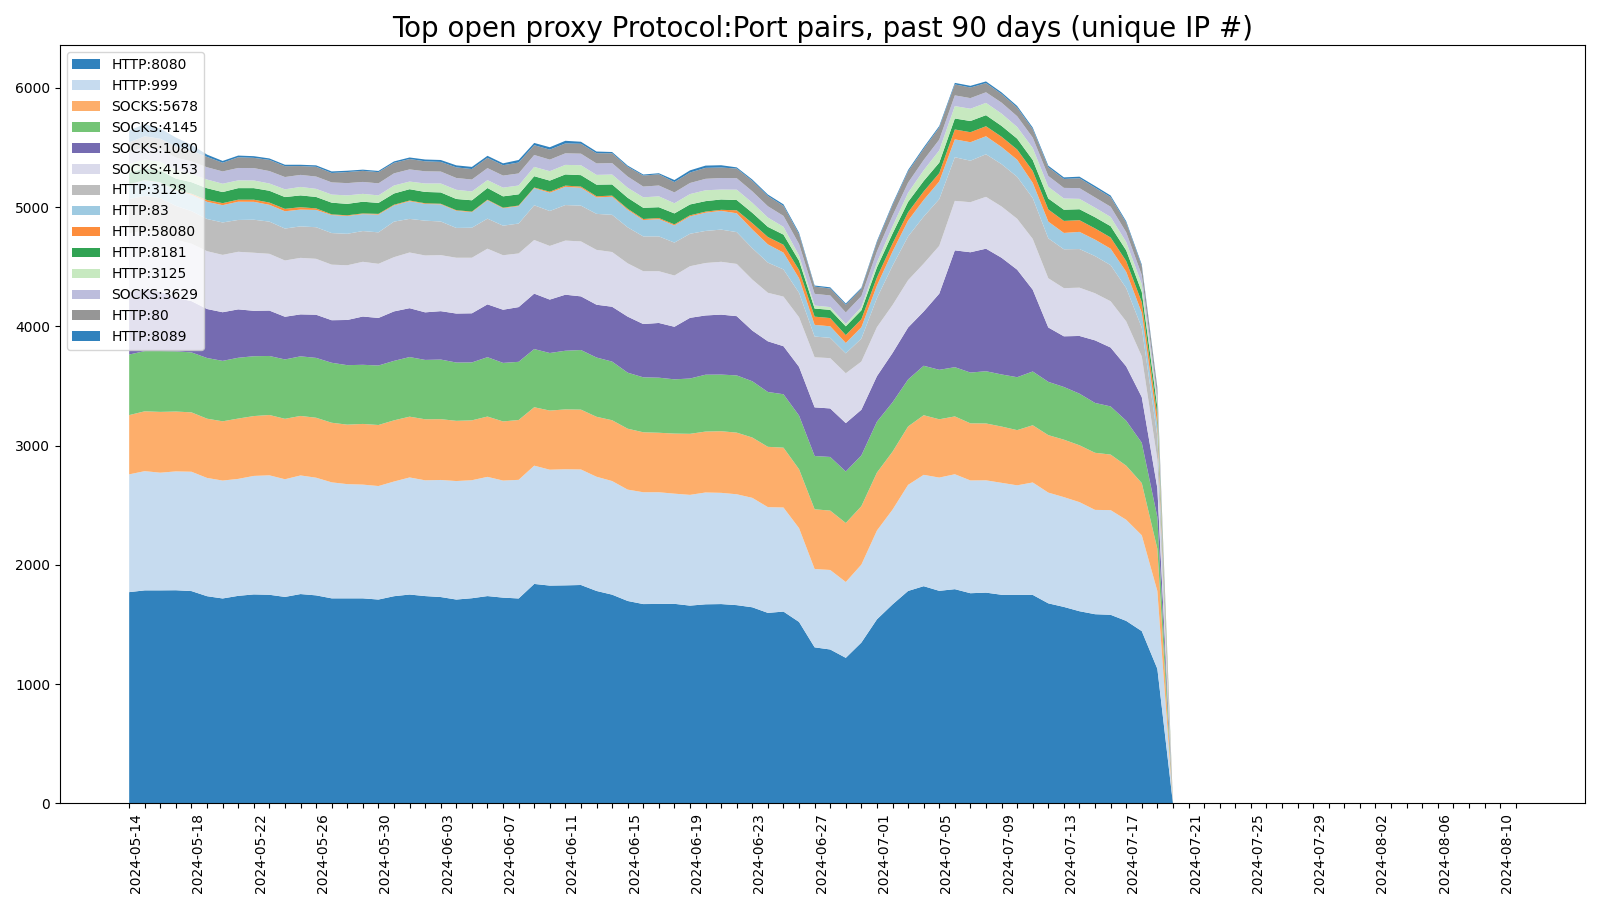 Top open proxy Protocol:Port pairs, past 90 days (unique IP #)
HTTP:8080
HTTP:999
SOCKS:5678
SOCKS:4145
SOCKS:1080
SOCKS:4153
HTTP:3128
HTTP:83
HTTP:58080
HTTP:8181
HTTP:3125
SOCKS:3629
HTTP:80
HTTP:8089
6000
5000
4000
3000
2000
1000
0
2024-05-14
2024-05-18
2024-05-22
2024-05-26
2024-05-30
2024-06-03
2024-06-07
2024-06-11
2024-06-15
2024-06-19
2024-06-23
2024-06-27
2024-07-01
2024-07-05
2024-07-09
2024-07-13
2024-07-17
2024-07-21
2024-07-25
2024-07-29
2024-08-02
2024-08-06
2024-08-10